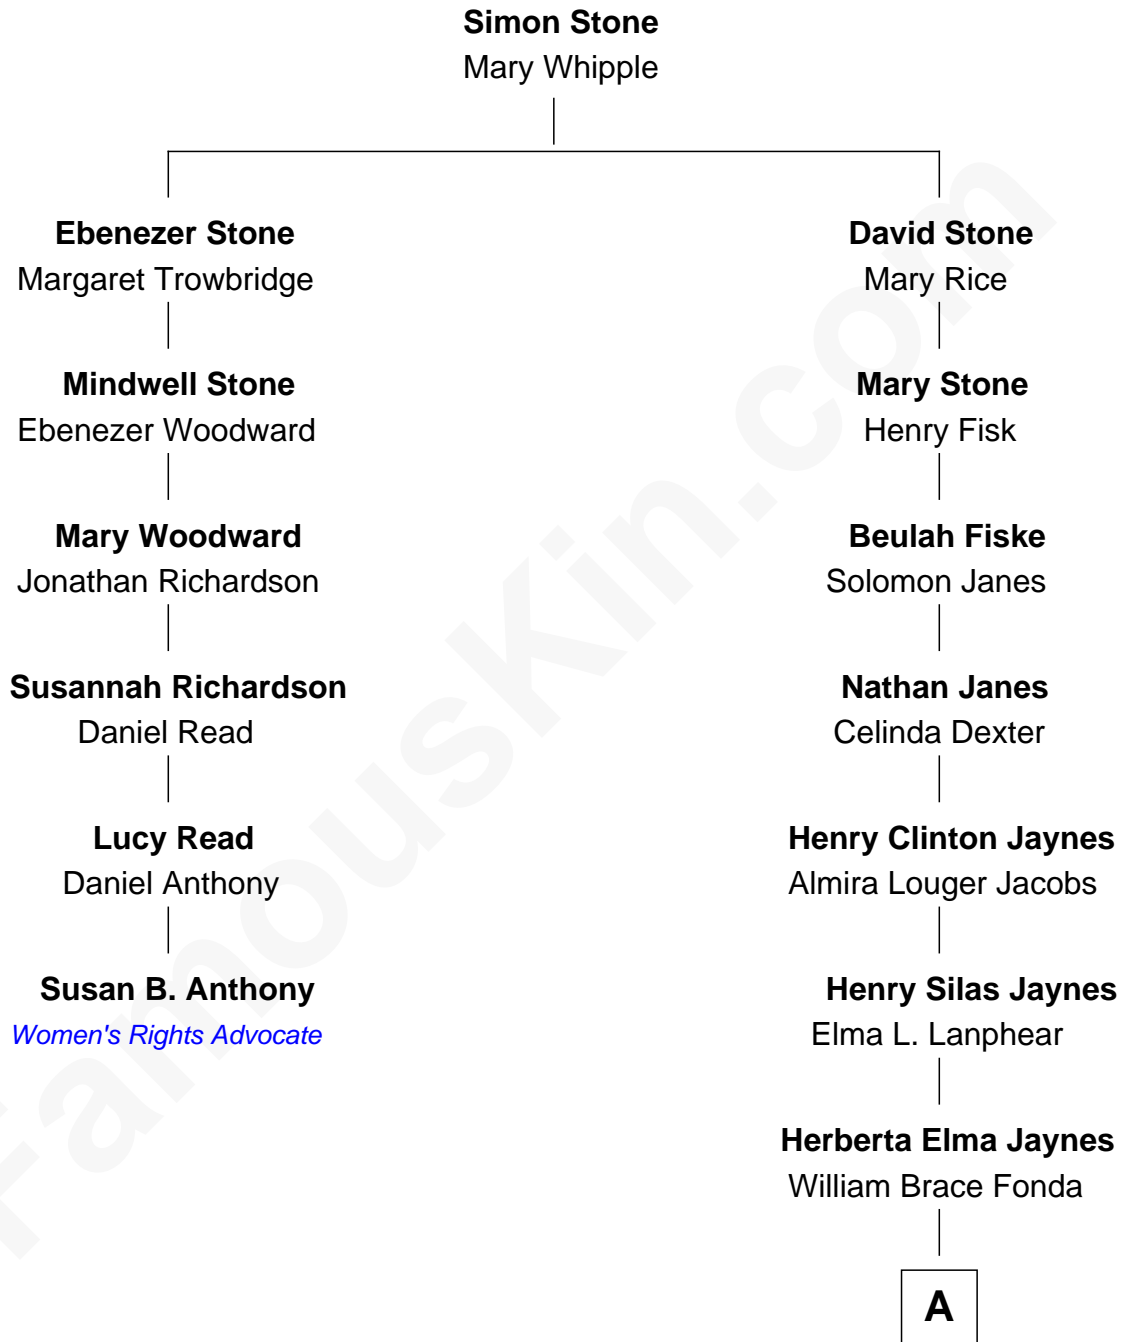 Simon Stone
Mary Whipple
Ebenezer Stone
Margaret Trowbridge
Mindwell Stone
Ebenezer Woodward
Mary Woodward
Jonathan Richardson
Susannah Richardson
Daniel Read
Lucy Read
Daniel Anthony
Susan B. Anthony
Women's Rights Advocate
David Stone
Mary Rice
Mary Stone
Henry Fisk
Beulah Fiske
Solomon Janes
Nathan Janes
Celinda Dexter
Henry Clinton Jaynes
Almira Louger Jacobs
Henry Silas Jaynes
Elma L. Lanphear
Herberta Elma Jaynes
William Brace Fonda
A
FamousKin.com